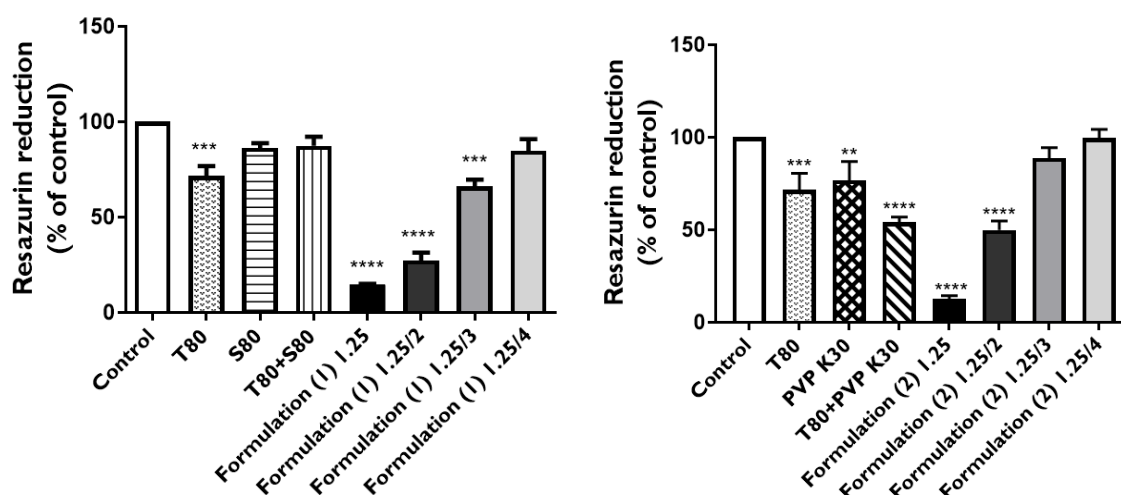 Resazurin reduction
(% of control)
150
100
50
0
***
****
****
***
Control
T80
S80
T80+S80
Formulation (1) 1.25
Formulation (1) 1.25/2
Formulation (1) 1.25/3
Formulation (1) 1.25/4
Resazurin reduction
(% of control)
150
100
50
0
***
**
****
****
****
Control
T80
PVP K30
T80+PVP K30
Formulation (2) 1.25
Formulation (2) 1.25/2
Formulation (2) 1.25/3
Formulation (2) 1.25/4